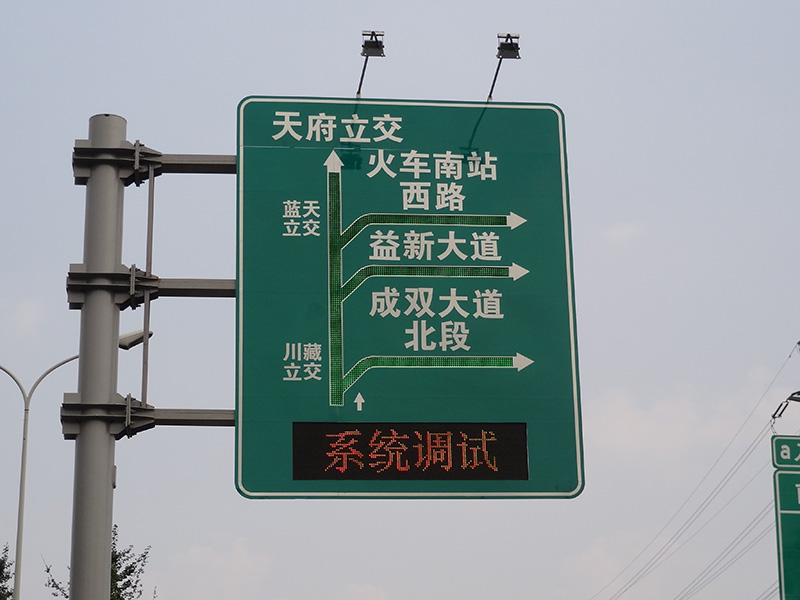 天府立交
火车南站
西路
蓝天
立交
益新大道
成双大道
北段
川藏
立交
系统调试
a